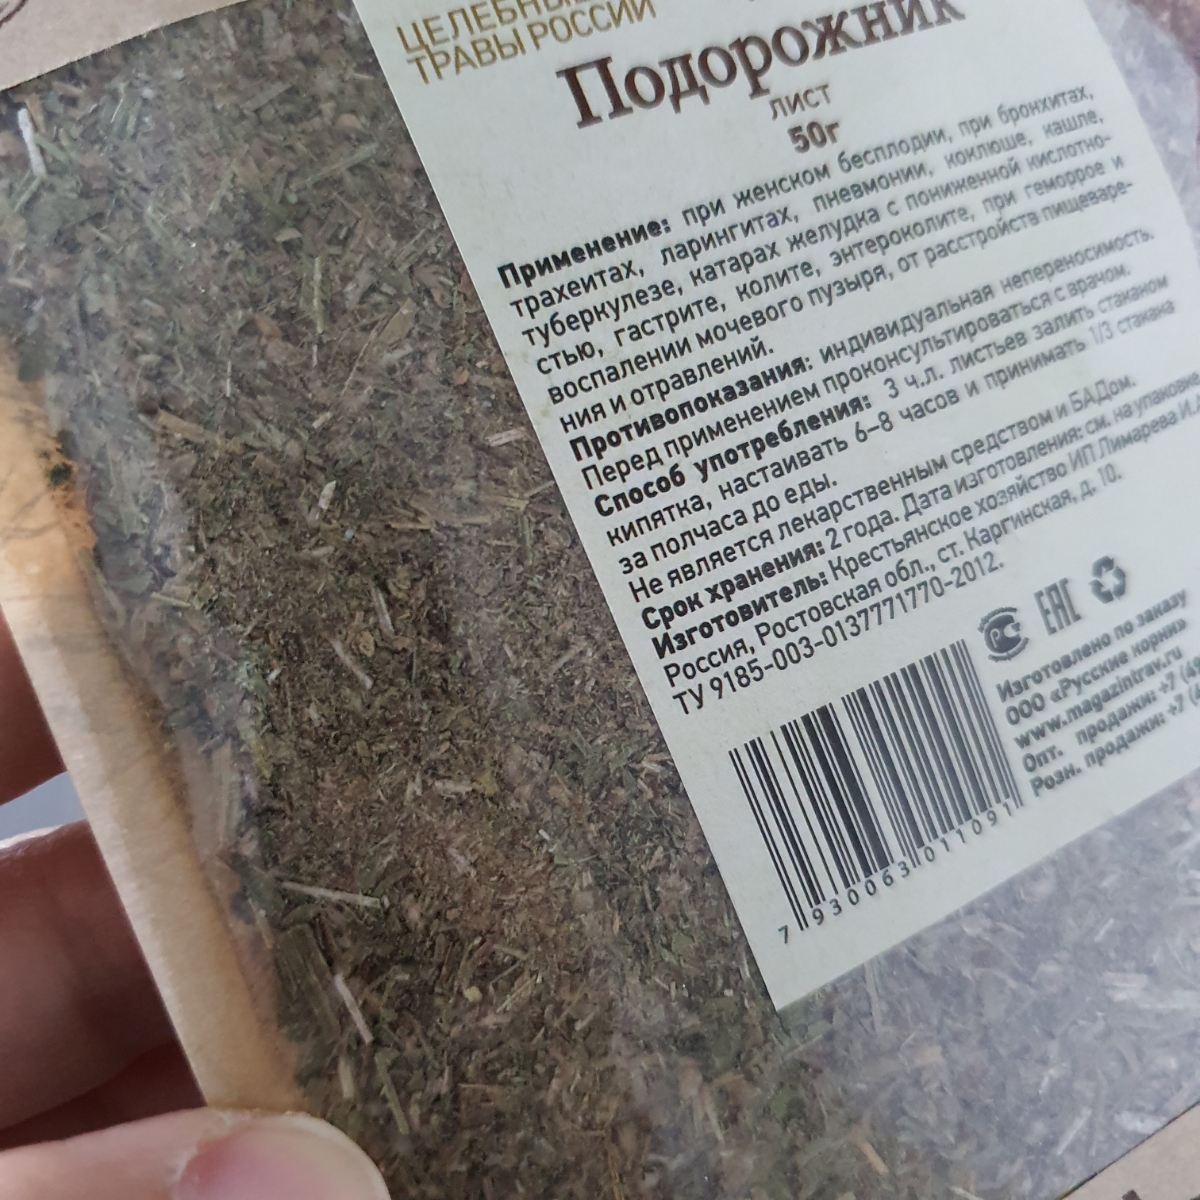 ЦЕЛЕБНЫЕ
ТРАВЫ РОССИИ
Подорожник
ЛИСТ
50г
Применение: при женском бесплодии, при бронхитах,
трахеитах, ларингитах, пневмонии, коклюше, кашле,
туберкулезе, катарах желудка с пониженной кислотно-
стью, гастрите, колите, энтероколите, при геморрое и
воспалении мочевого пузыря, от расстройств пищеваре-
ния и отравлений.
Противопоказания: индивидуальная непереносимость.
Перед применением проконсультироваться с врачом.
Способ употребления: 3 ч.л. листьев залить стаканом
кипятка, настаивать 6–8 часов и принимать 1/3 стакана
за полчаса до еды.
Не является лекарственным средством и БАДом.
Срок хранения: 2 года. Дата изготовления: см. на упаковке.
Изготовитель: Крестьянское хозяйство ИП Лимарева И.
Россия, Ростовская обл., ст. Каргинская, д. 10.
ТУ 9185-003-0137771770-2012.
РС ЕАС
Изготовлено по заказу
ООО «Русские корни»
www.magazintrav.ru
Опт. продажи: +7
Розн. продажи: +7
7930063011091